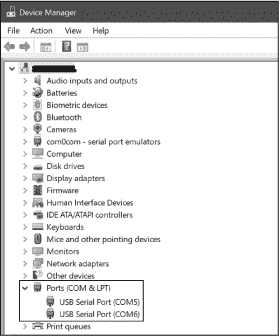 Device Manager
File Action View Help
Audio inputs and outputs
Batteries
Biometric devices
Bluetooth
Cameras
com0com - serial port emulators
Computer
Disk drives
Display adapters
Firmware
Human Interface Devices
IDE ATA/ATAPI controllers
Keyboards
Mice and other pointing devices
Monitors
Network adapters
Other devices
Ports (COM & LPT)
USB Serial Port (COM5)
USB Serial Port (COM6)
Print queues